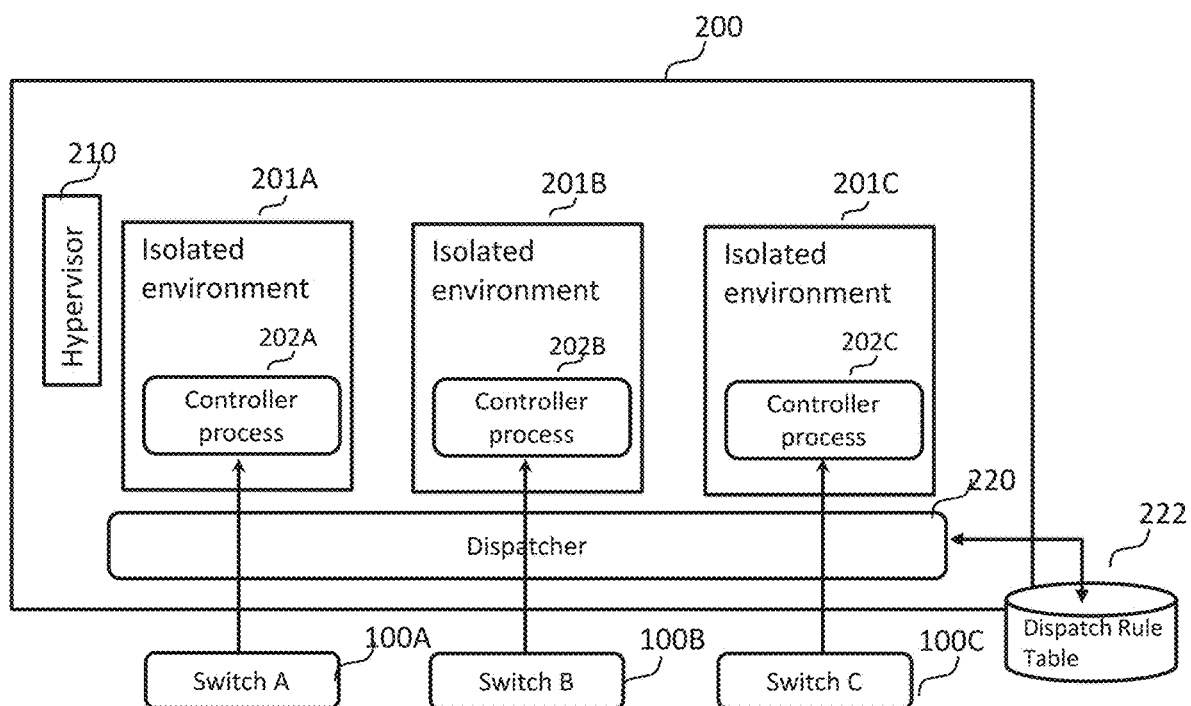 200
210
201A
201B
201C
Hypervisor
Isolated
environment
Isolated
environment
Isolated
environment
202A
202B
202C
Controller
process
Controller
process
Controller
process
220
Dispatcher
222
Dispatch Rule
Table
100A
100B
100C
Switch A
Switch B
Switch C